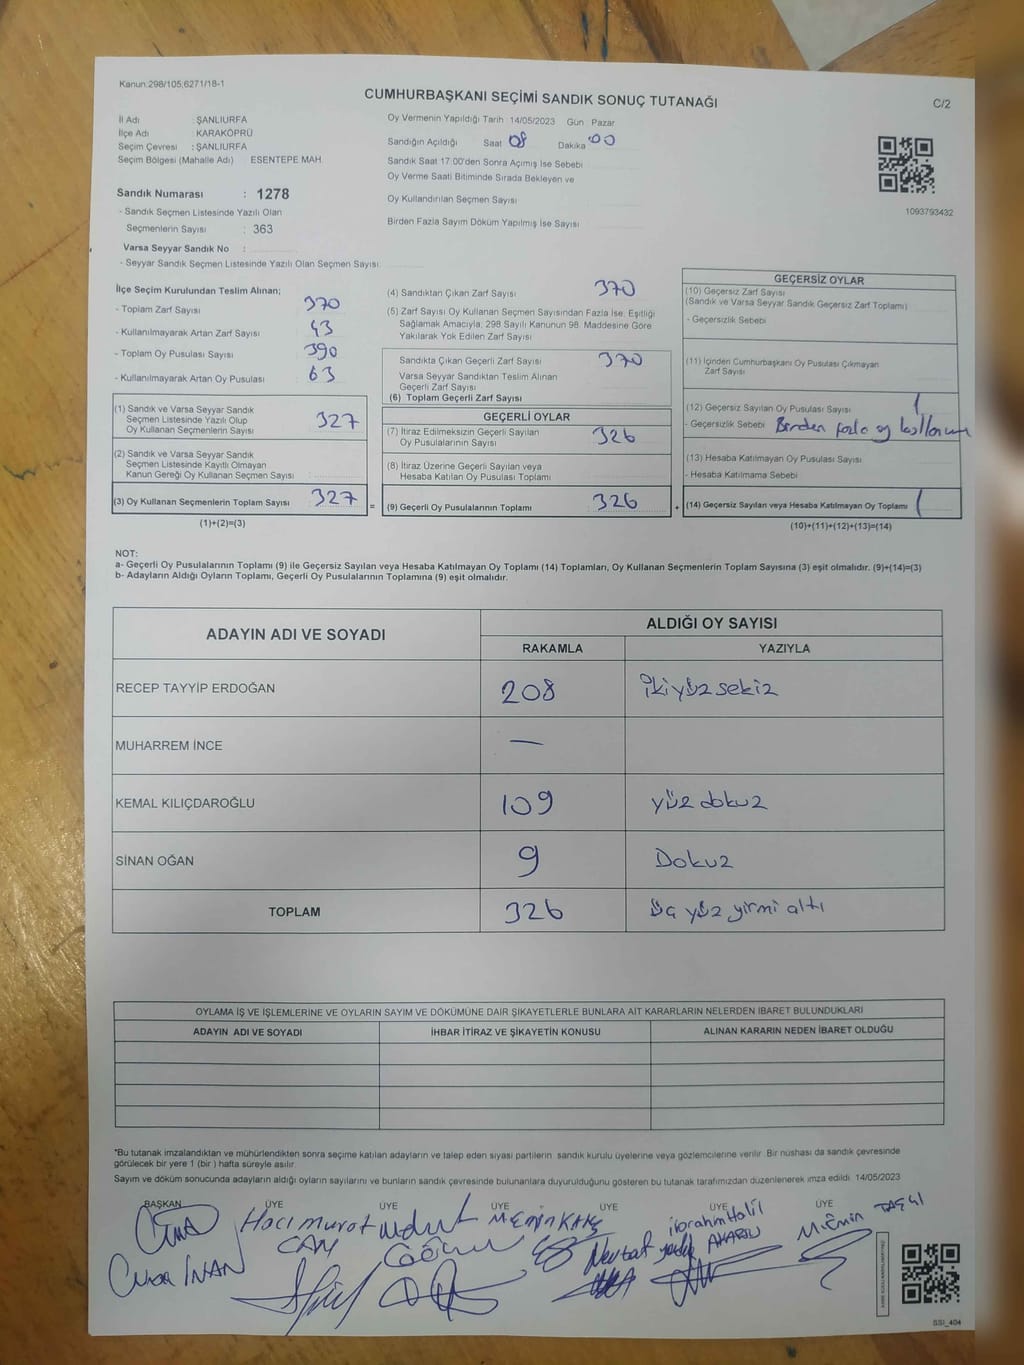 Kanun:298/105;6271/18-1
CUMHURBAŞKANI SEÇİMİ SANDIK SONUÇ TUTANAĞI
C/2
İl Adı : ŞANLIURFA
İlçe Adı : KARAKÖPRÜ
Seçim Çevresi : ŞANLIURFA
Seçim Bölgesi (Mahalle Adı) ESENTEPE MAH.
Sandık Numarası : 1278
- Sandık Seçmen Listesinde Yazılı Olan
Seçmenlerin Sayısı : 363
Varsa Seyyar Sandık No :
- Seyyar Sandık Seçmen Listesinde Yazılı Olan Seçmen Sayısı:
Oy Vermenin Yapıldığı Tarih :14/05/2023 Gün Pazar
Sandığın Açıldığı Saat 08 Dakika 00
Sandık Saat 17:00'den Sonra Açımış İse Sebebi
Oy Verme Saati Bitiminde Sırada Bekleyen ve
Oy Kullandırılan Seçmen Sayısı
Birden Fazla Sayım Döküm Yapılmış İse Sayısı
1093793432
İlçe Seçim Kurulundan Teslim Alınan;
- Toplam Zarf Sayısı 370
- Kullanılmayarak Artan Zarf Sayısı 43
- Toplam Oy Pusulası Sayısı 390
- Kullanılmayarak Artan Oy Pusulası 63
(1) Sandık ve Varsa Seyyar Sandık
Seçmen Listesinde Yazılı Olup
Oy Kullanan Seçmenlerin Sayısı 327
(2) Sandık ve Varsa Seyyar Sandık
Seçmen Listesinde Kayıtlı Olmayan
Kanun Gereği Oy Kullanan Seçmen Sayısı :
(3) Oy Kullanan Seçmenlerin Toplam Sayısı 327 =
(1)+(2)=(3)
(4) Sandıktan Çıkan Zarf Sayısı 370
(5) Zarf Sayısı Oy Kullanan Seçmen Sayısından Fazla İse, Eşitliği
Sağlamak Amacıyla, 298 Sayılı Kanunun 98. Maddesine Göre
Yakılarak Yok Edilen Zarf Sayısı
Sandıkta Çıkan Geçerli Zarf Sayısı 370
Varsa Seyyar Sandıktan Teslim Alınan
Geçerli Zarf Sayısı
(6) Toplam Geçerli Zarf Sayısı
GEÇERLİ OYLAR
(7) İtiraz Edilmeksizin Geçerli Sayılan
Oy Pusulalarının Sayısı 326
(8) İtiraz Üzerine Geçerli Sayılan veya
Hesaba Katılan Oy Pusulası Toplamı
(9) Geçerli Oy Pusulalarının Toplamı 326 +
GEÇERSİZ OYLAR
(10) Geçersiz Zarf Sayısı
(Sandık ve Varsa Seyyar Sandık Geçersiz Zarf Toplamı)
- Geçersizlik Sebebi
(11) İçinden Cumhurbaşkanı Oy Pusulası Çıkmayan
Zarf Sayısı
(12) Geçersiz Sayılan Oy Pusulası Sayısı 1
- Geçersizlik Sebebi Birden fazla oy kullanımı
(13) Hesaba Katılmayan Oy Pusulası Sayısı
- Hesaba Katılmama Sebebi
(14) Geçersiz Sayılan veya Hesaba Katılmayan Oy Toplamı 1
(10)+(11)+(12)+(13)=(14)
NOT:
a- Geçerli Oy Pusulalarının Toplamı (9) ile Geçersiz Sayılan veya Hesaba Katılmayan Oy Toplamı (14) Toplamları, Oy Kullanan Seçmenlerin Toplam Sayısına (3) eşit olmalıdır. (9)+(14)=(3)
b- Adayların Aldığı Oyların Toplamı, Geçerli Oy Pusulalarının Toplamına (9) eşit olmalıdır.
ADAYIN ADI VE SOYADI ALDIĞI OY SAYISI
RAKAMLA YAZIYLA
RECEP TAYYİP ERDOĞAN 208 İkiyüz sekiz
MUHARREM İNCE —
KEMAL KILIÇDAROĞLU 109 yüz dokuz
SİNAN OĞAN 9 Dokuz
TOPLAM 326 Üç yüz yirmi altı
OYLAMA İŞ VE İŞLEMLERİNE VE OYLARIN SAYIM VE DÖKÜMÜNE DAİR ŞİKAYETLERLE BUNLARA AİT KARARLARIN NELERDEN İBARET BULUNDUKLARI
ADAYIN ADI VE SOYADI İHBAR İTİRAZ VE ŞİKAYETİN KONUSU ALINAN KARARIN NEDEN İBARET OLDUĞU
*Bu tutanak imzalandıktan ve mühürlendikten sonra seçime katılan adayların ve talep eden siyasi partilerin sandık kurulu üyelerine veya gözlemcilerine verilir. Bir nüshası da sandık çevresinde
görülecek bir yere 1 (bir ) hafta süreyle asılır.
Sayım ve döküm sonucunda adayların aldığı oyların sayılarını ve bunların sandık çevresinde bulunanlara duyurulduğunu gösteren bu tutanak tarafımızdan düzenlenerek imza edildi. 14/05/2023
BAŞKAN ÜYE ÜYE ÜYE ÜYE ÜYE
Cuma İNAN
Hacı murat
CAN
MEMİN
İbrahim Halil
Mümin TAŞÇI
SSI_404